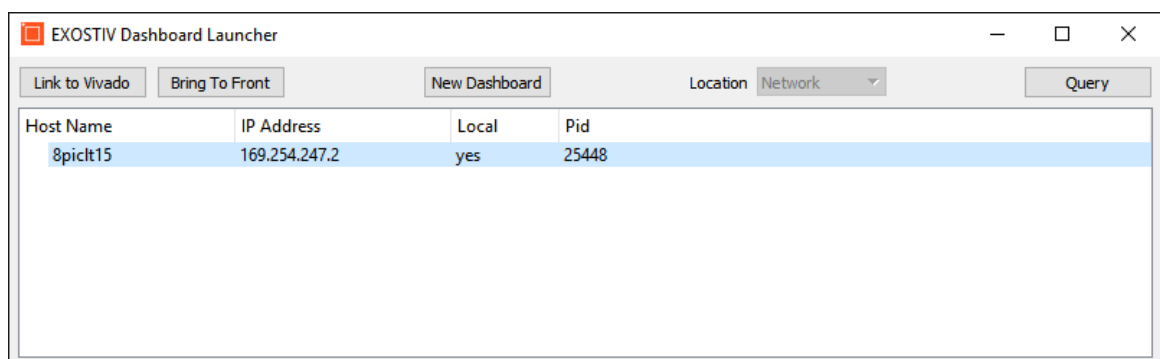 EXOSTIV Dashboard Launcher
Link to Vivado Bring To Front New Dashboard Location Network Query
Host Name IP Address Local Pid
8piclt15 169.254.247.2 yes 25448